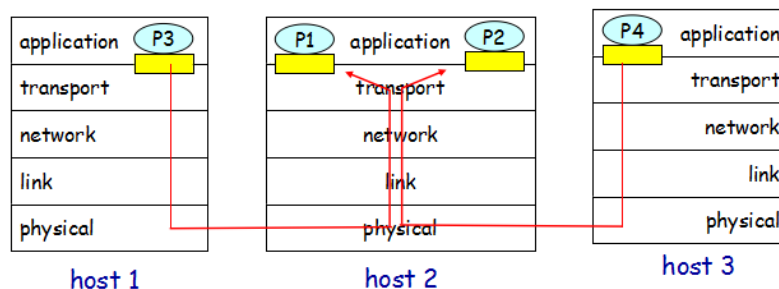 application P3
transport
network
link
physical
host 1
P1 application P2
transport
network
link
physical
host 2
P4 application
transport
network
link
physical
host 3